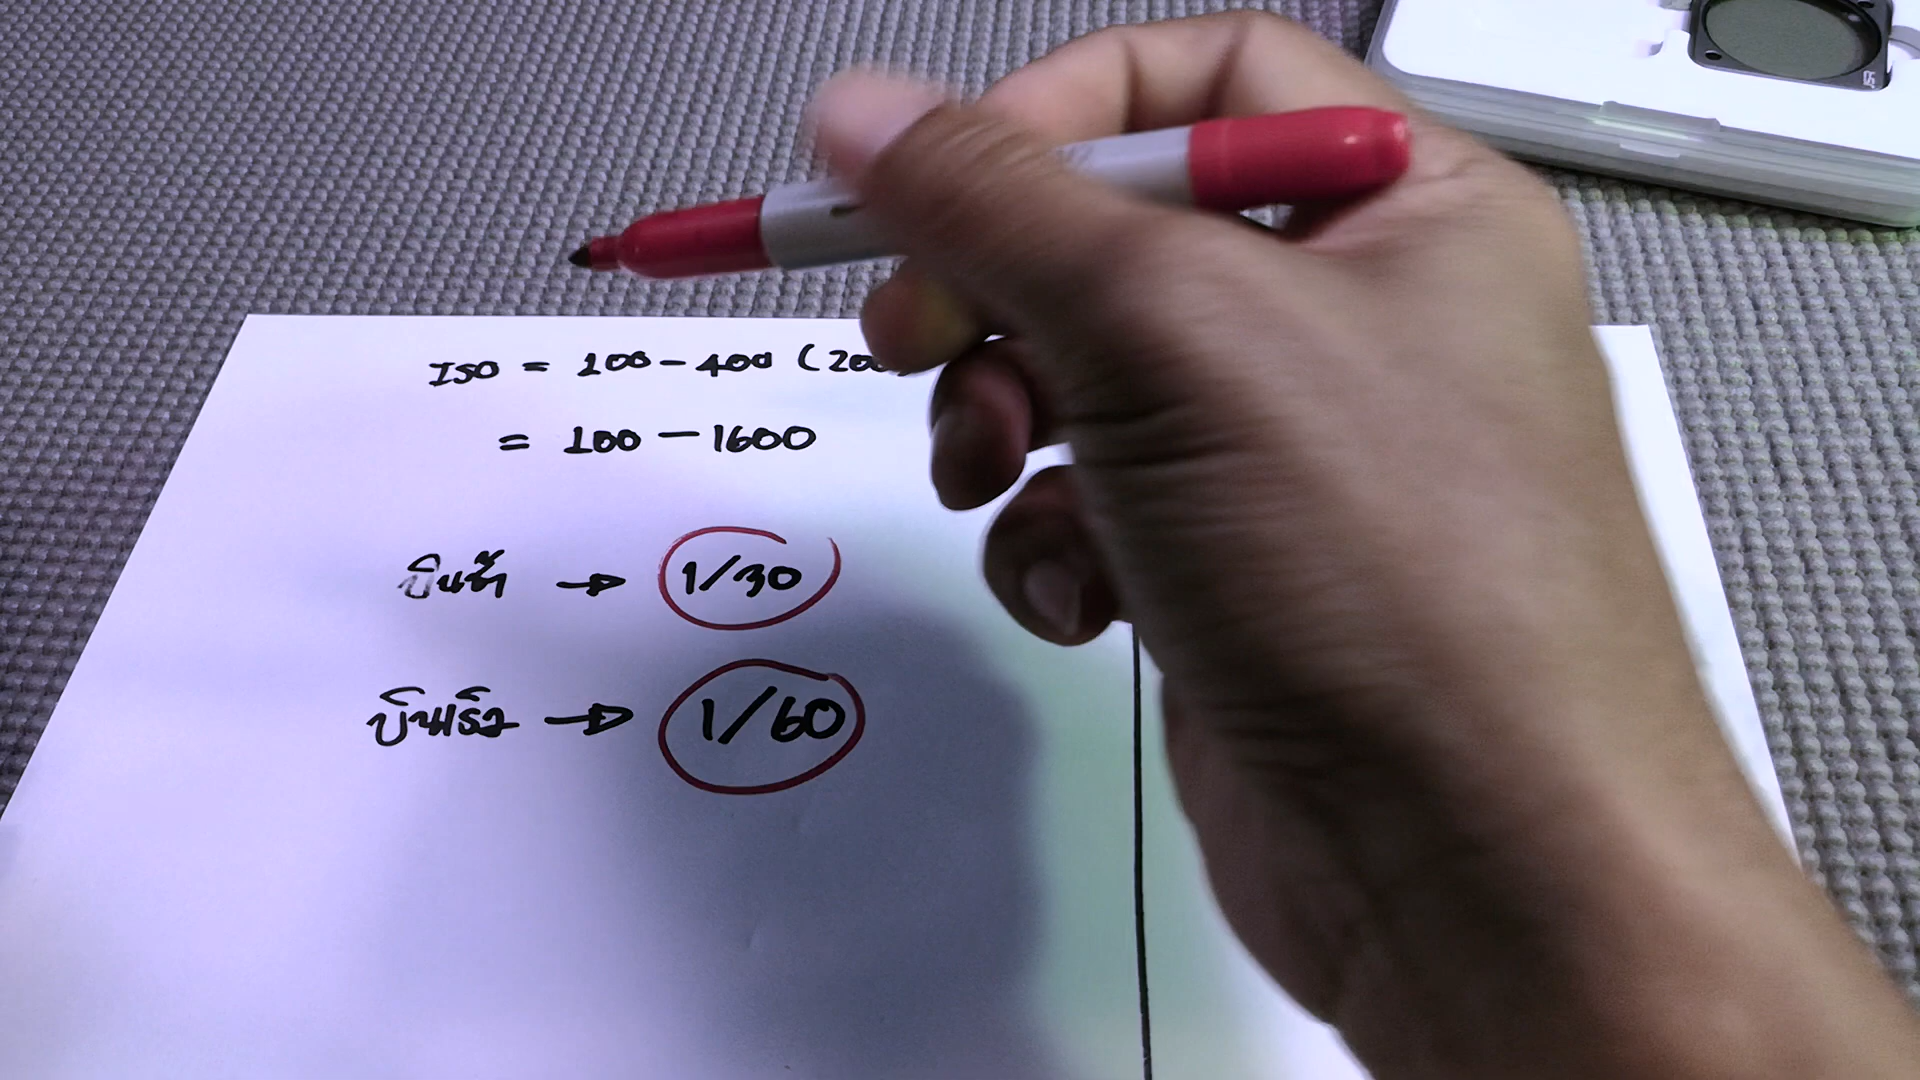 ISO = 100 - 400 (200
= 100 - 1600
บินช้า → 1/30
บินเร็ว → 1/60